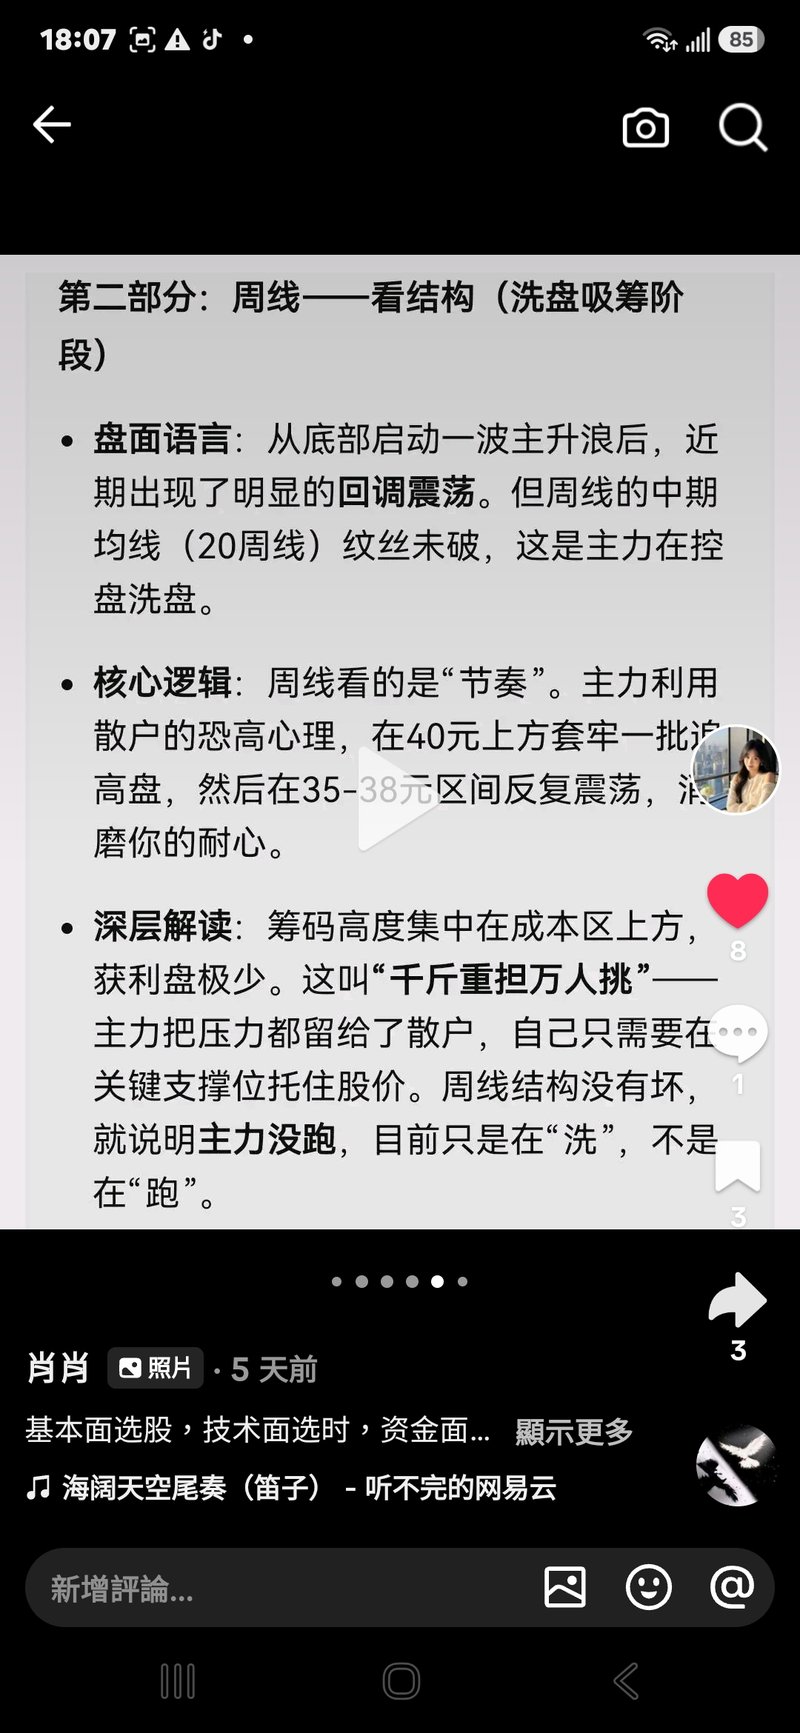 18:07
85
第二部分：周线——看结构（洗盘吸筹阶
段）
• 盘面语言：从底部启动一波主升浪后，近
期出现了明显的回调震荡。但周线的中期
均线（20周线）纹丝未破，这是主力在控
盘洗盘。
• 核心逻辑：周线看的是“节奏”。主力利用
散户的恐高心理，在40元上方套牢一批追
高盘，然后在35-38元区间反复震荡，消
磨你的耐心。
• 深层解读：筹码高度集中在成本区上方，
获利盘极少。这叫“千斤重担万人挑”——
主力把压力都留给了散户，自己只需要在
关键支撑位托住股价。周线结构没有坏，
就说明主力没跑，目前只是在“洗”，不是
在“跑”。
8
1
3
3
肖肖 照片 · 5 天前
基本面选股，技术面选时，资金面... 顯示更多
海阔天空尾奏（笛子） - 听不完的网易云
新增評論...